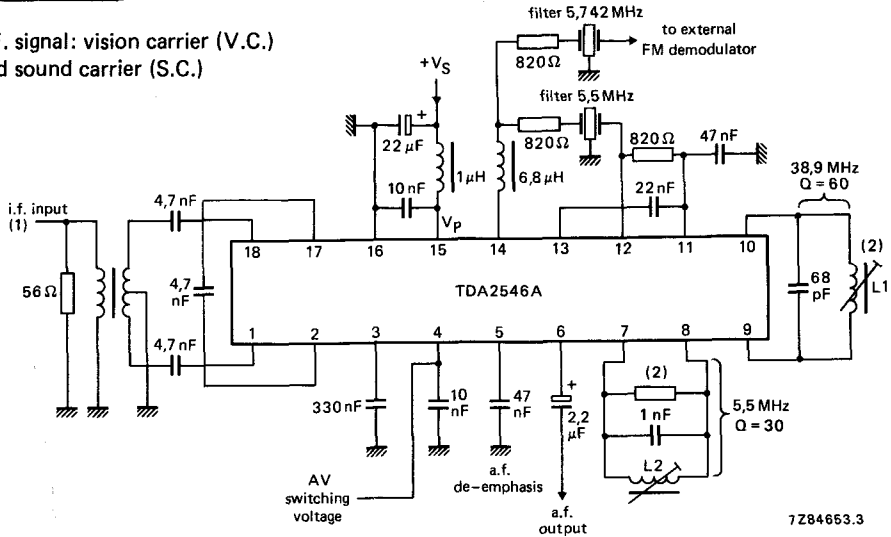 filter 5,742 MHz
f. signal: vision carrier (V.C.)
d sound carrier (S.C.)
to external
FM demodulator
820Ω
+VS
filter 5,5 MHz
+
22 μF
820Ω
820Ω
47 nF
1μH
6,8 μH
38,9 MHz
Q = 60
4,7 nF
10 nF
22 nF
i.f. input
(1)
Vp
18
17
16
15
14
13
12
11
10
(2)
56Ω
4,7
nF
TDA2546A
68
pF
L1
4,7 nF
1
2
3
4
5
6
7
8
9
330 nF
10
nF
47
nF
+
2,2
μF
(2)
1 nF
5,5 MHz
Q = 30
L2
a.f.
de-emphasis
AV
switching
voltage
a.f.
output
7Z84653.3